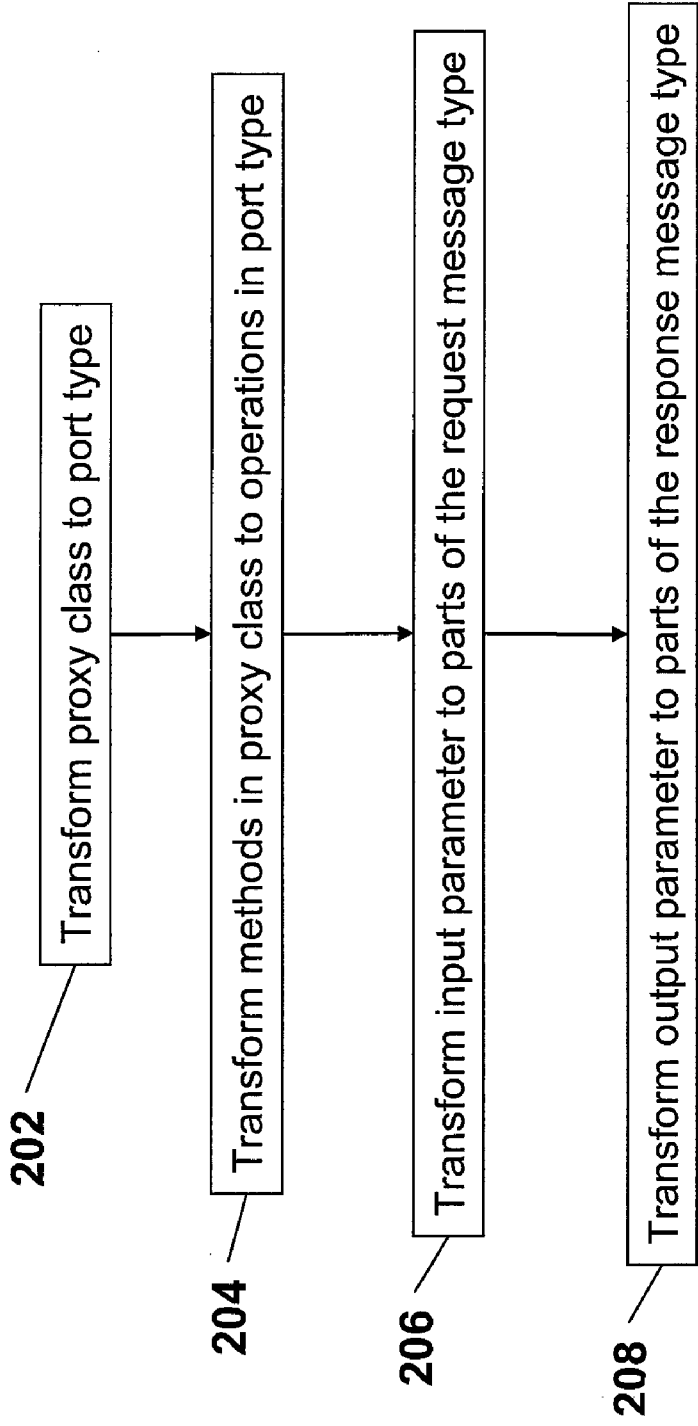 Transform proxy class to port type
202
Transform methods in proxy class to operations in port type
204
Transform input parameter to parts of the request message type
206
Transform output parameter to parts of the response message type
208